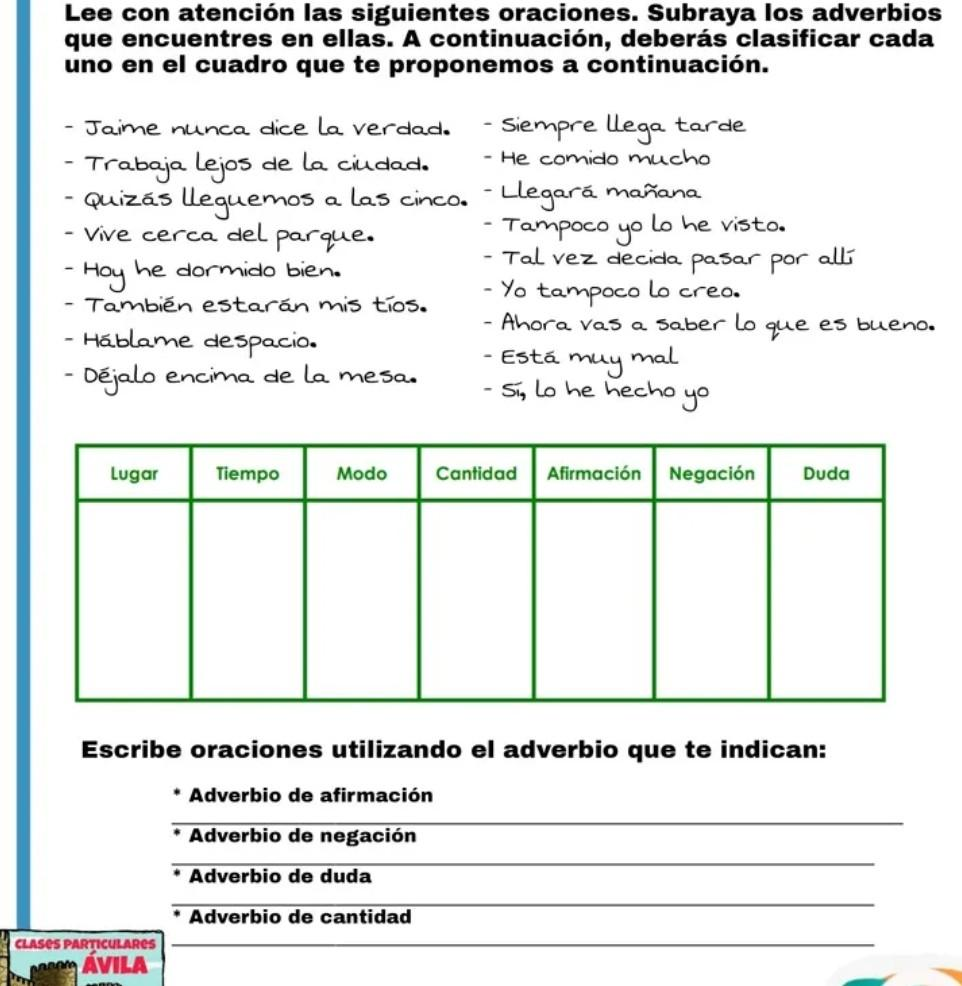 Lee con atención las siguientes oraciones. Subraya los adverbios
que encuentres en ellas. A continuación, deberás clasificar cada
uno en el cuadro que te proponemos a continuación.
- Jaime nunca dice la verdad.
- Trabaja lejos de la ciudad.
- Quizás lleguemos a las cinco.
- Vive cerca del parque.
- Hoy he dormido bien.
- También estarán mis tíos.
- Háblame despacio.
- Déjalo encima de la mesa.
- Siempre llega tarde
- He comido mucho
- Llegará mañana
- Tampoco yo lo he visto.
- Tal vez decida pasar por allí
- Yo tampoco lo creo.
- Ahora vas a saber lo que es bueno.
- Está muy mal
- Sí, lo he hecho yo
Lugar Tiempo Modo Cantidad Afirmación Negación Duda
Escribe oraciones utilizando el adverbio que te indican:
* Adverbio de afirmación
* Adverbio de negación
* Adverbio de duda
* Adverbio de cantidad
CLASES PARTICULARES
ÁVILA